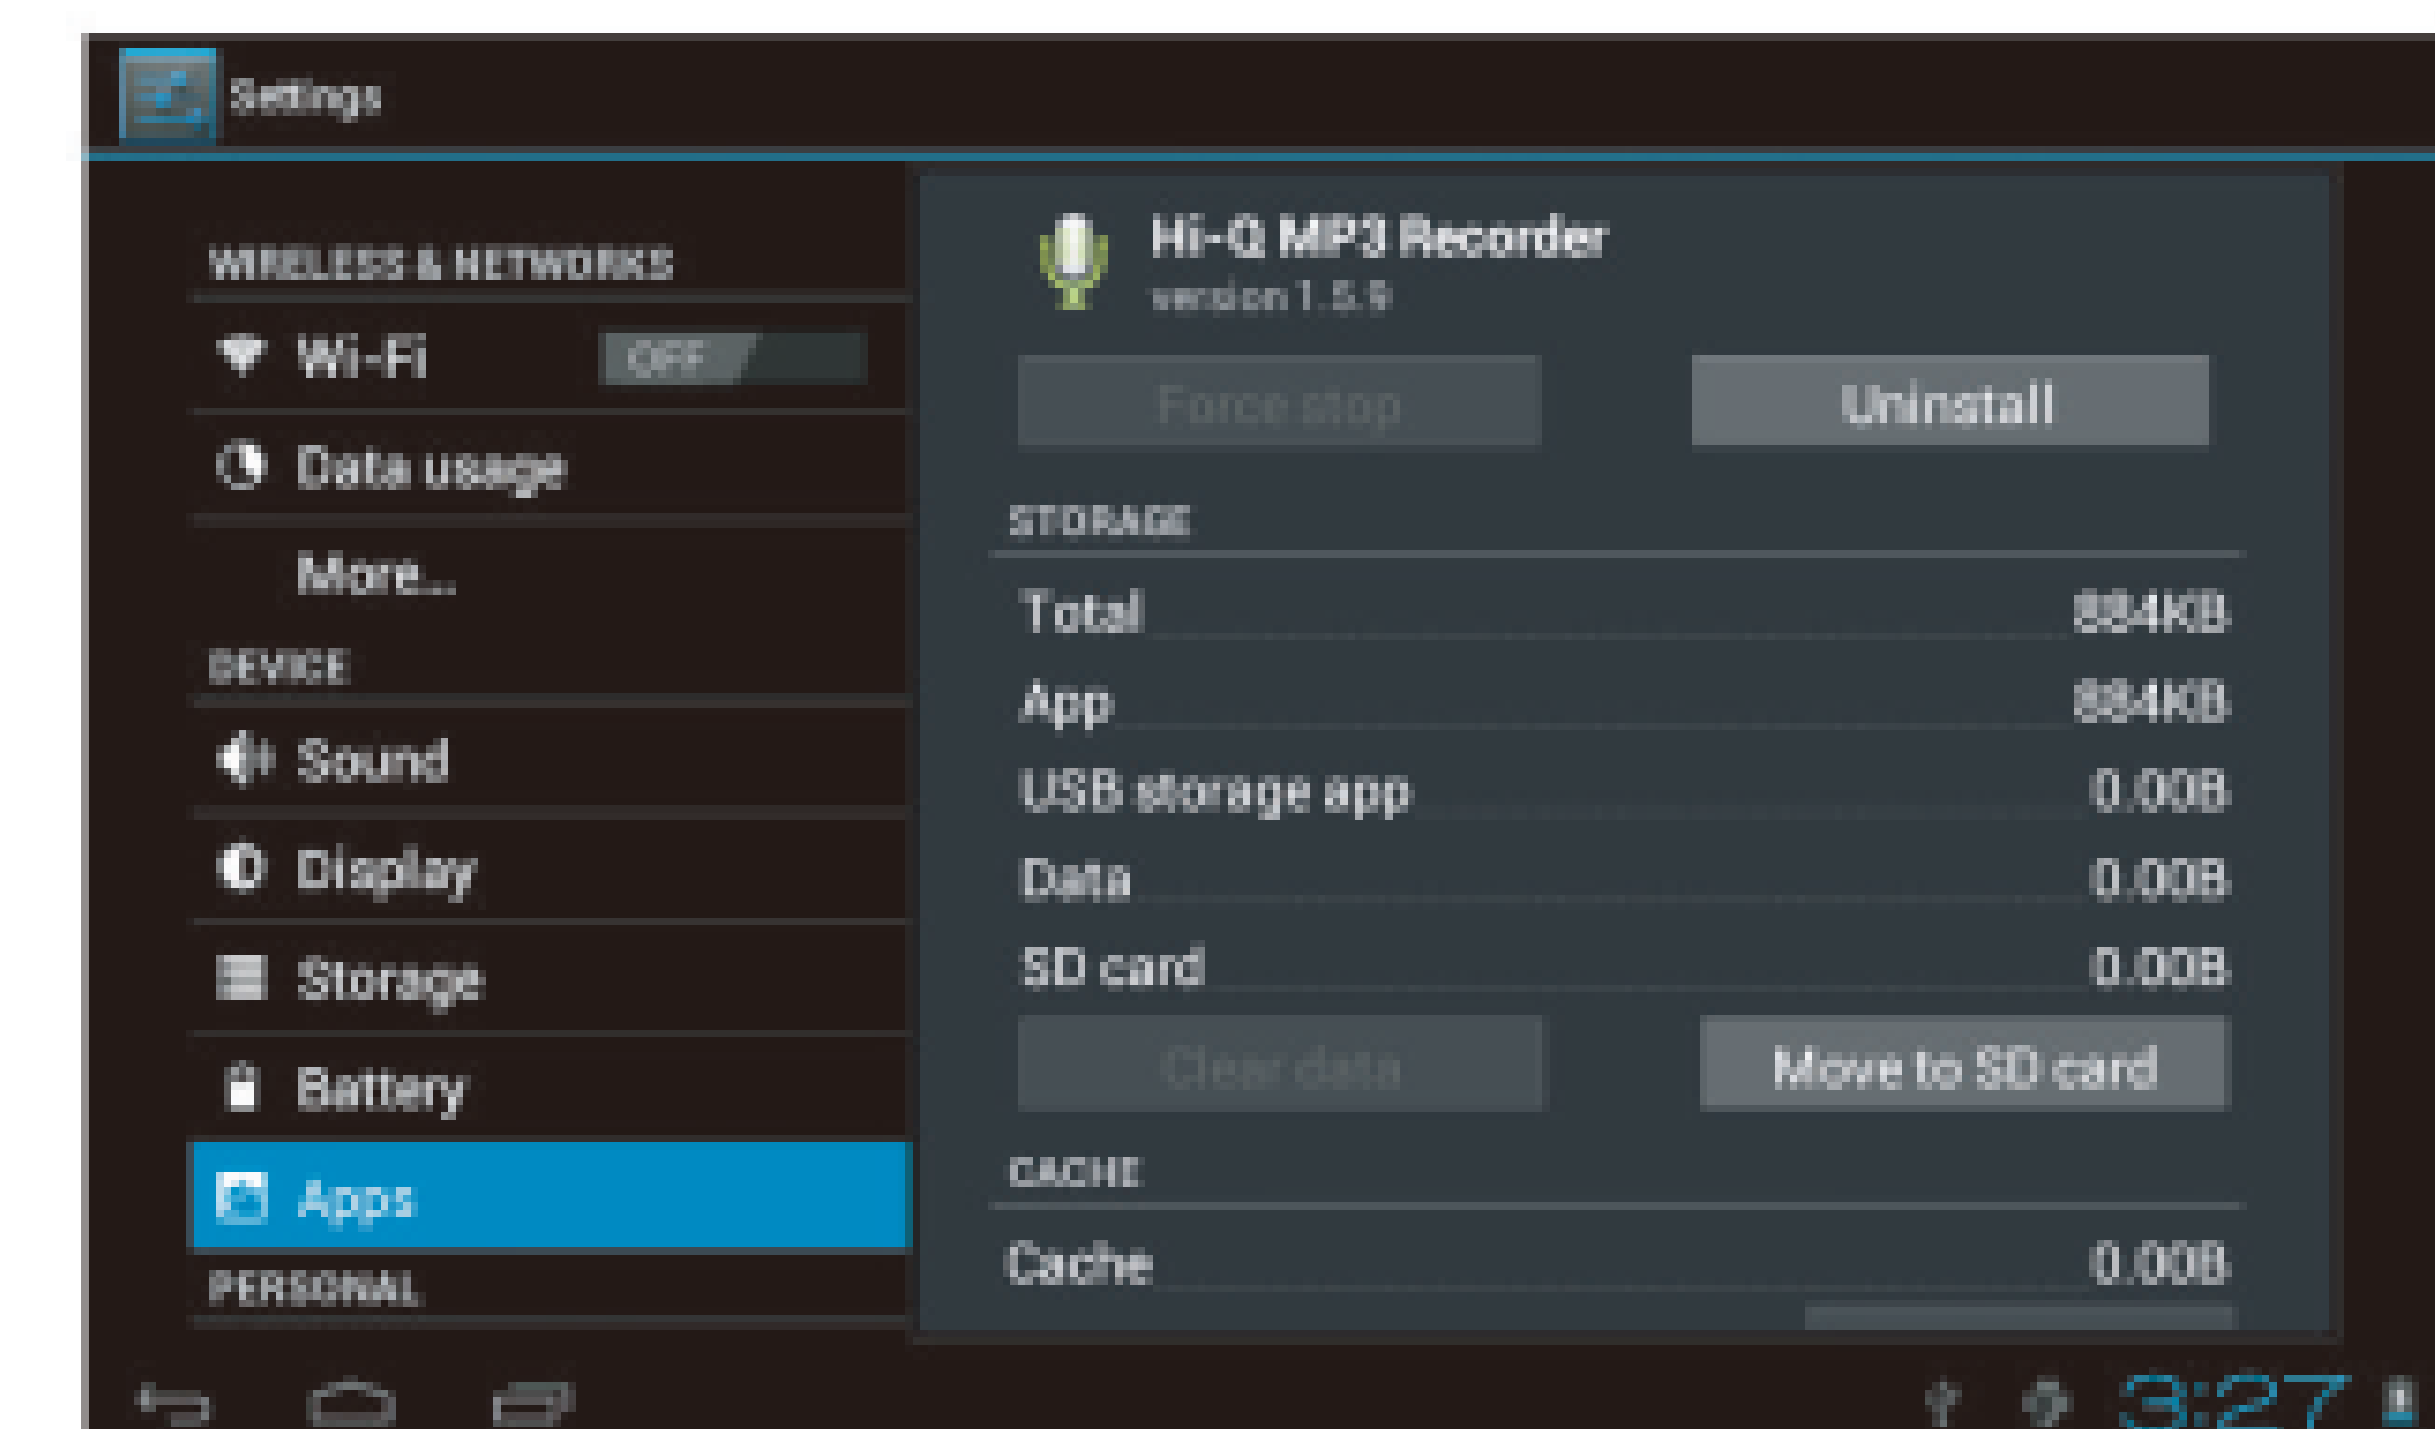 Settings
WIRELESS & NETWORKS
Wi-Fi OFF
Data usage
More...
DEVICE
Sound
Display
Storage
Battery
Apps
PERSONAL
Hi-Q MP3 Recorder
version 1.5.9
Force stop Uninstall
STORAGE
Total 884KB
App 884KB
USB storage app 0.00B
Data 0.00B
SD card 0.00B
Clear data Move to SD card
CACHE
Cache 0.00B
3:27